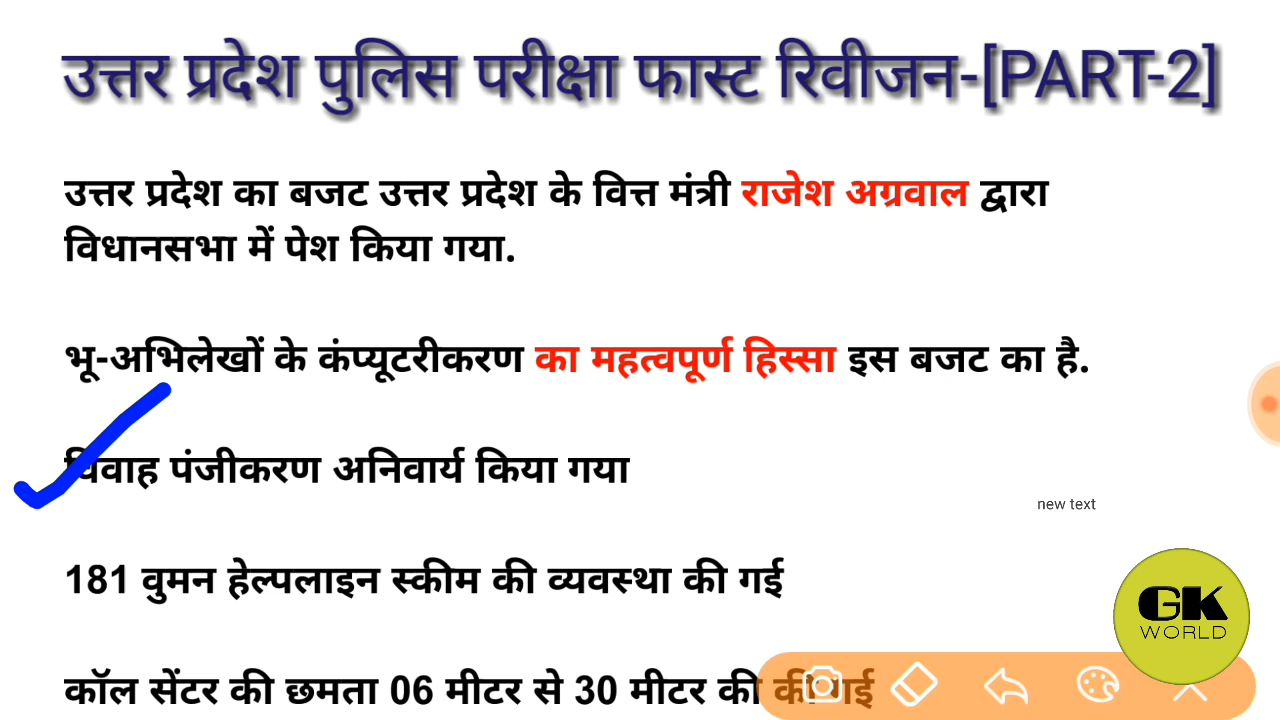 उत्तर प्रदेश पुलिस परीक्षा फास्ट रिवीजन-[PART-2]
उत्तर प्रदेश का बजट उत्तर प्रदेश के वित्त मंत्री राजेश अग्रवाल द्वारा
विधानसभा में पेश किया गया.
भू-अभिलेखों के कंप्यूटरीकरण का महत्वपूर्ण हिस्सा इस बजट का है.
विवाह पंजीकरण अनिवार्य किया गया
new text
181 वुमन हेल्पलाइन स्कीम की व्यवस्था की गई
GK
WORLD
कॉल सेंटर की छमता 06 मीटर से 30 मीटर की की गई